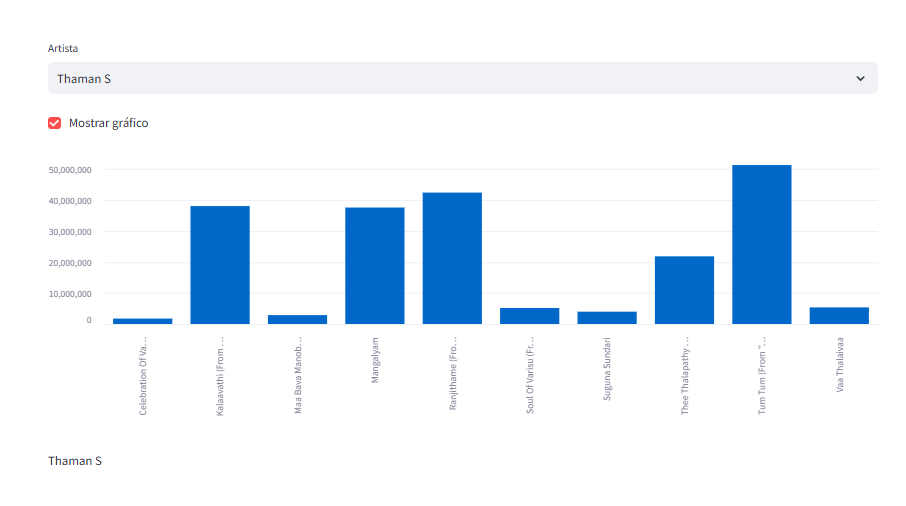 Artista
Thaman S
Mostrar gráfico
50,000,000
40,000,000
30,000,000
20,000,000
10,000,000
0
Celebration Of Va…
Kalaavathi (From …
Maa Bava Manob…
Mangalyam
Ranjithame (Fro…
Soul Of Varisu (Fr…
Suguna Sundari
Thee Thalapathy …
Tum Tum (From "…
Vaa Thalaivaa
Thaman S